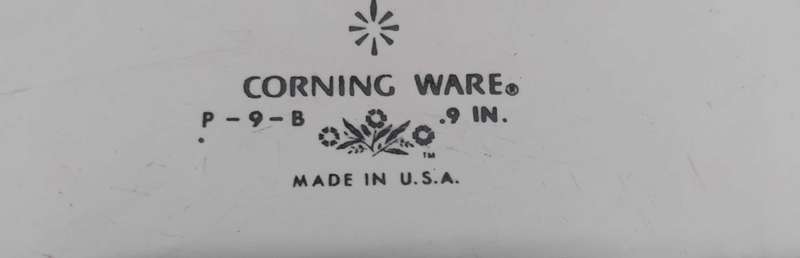 CORNING WARE®
P-9-B .9 IN.
TM
MADE IN U.S.A.